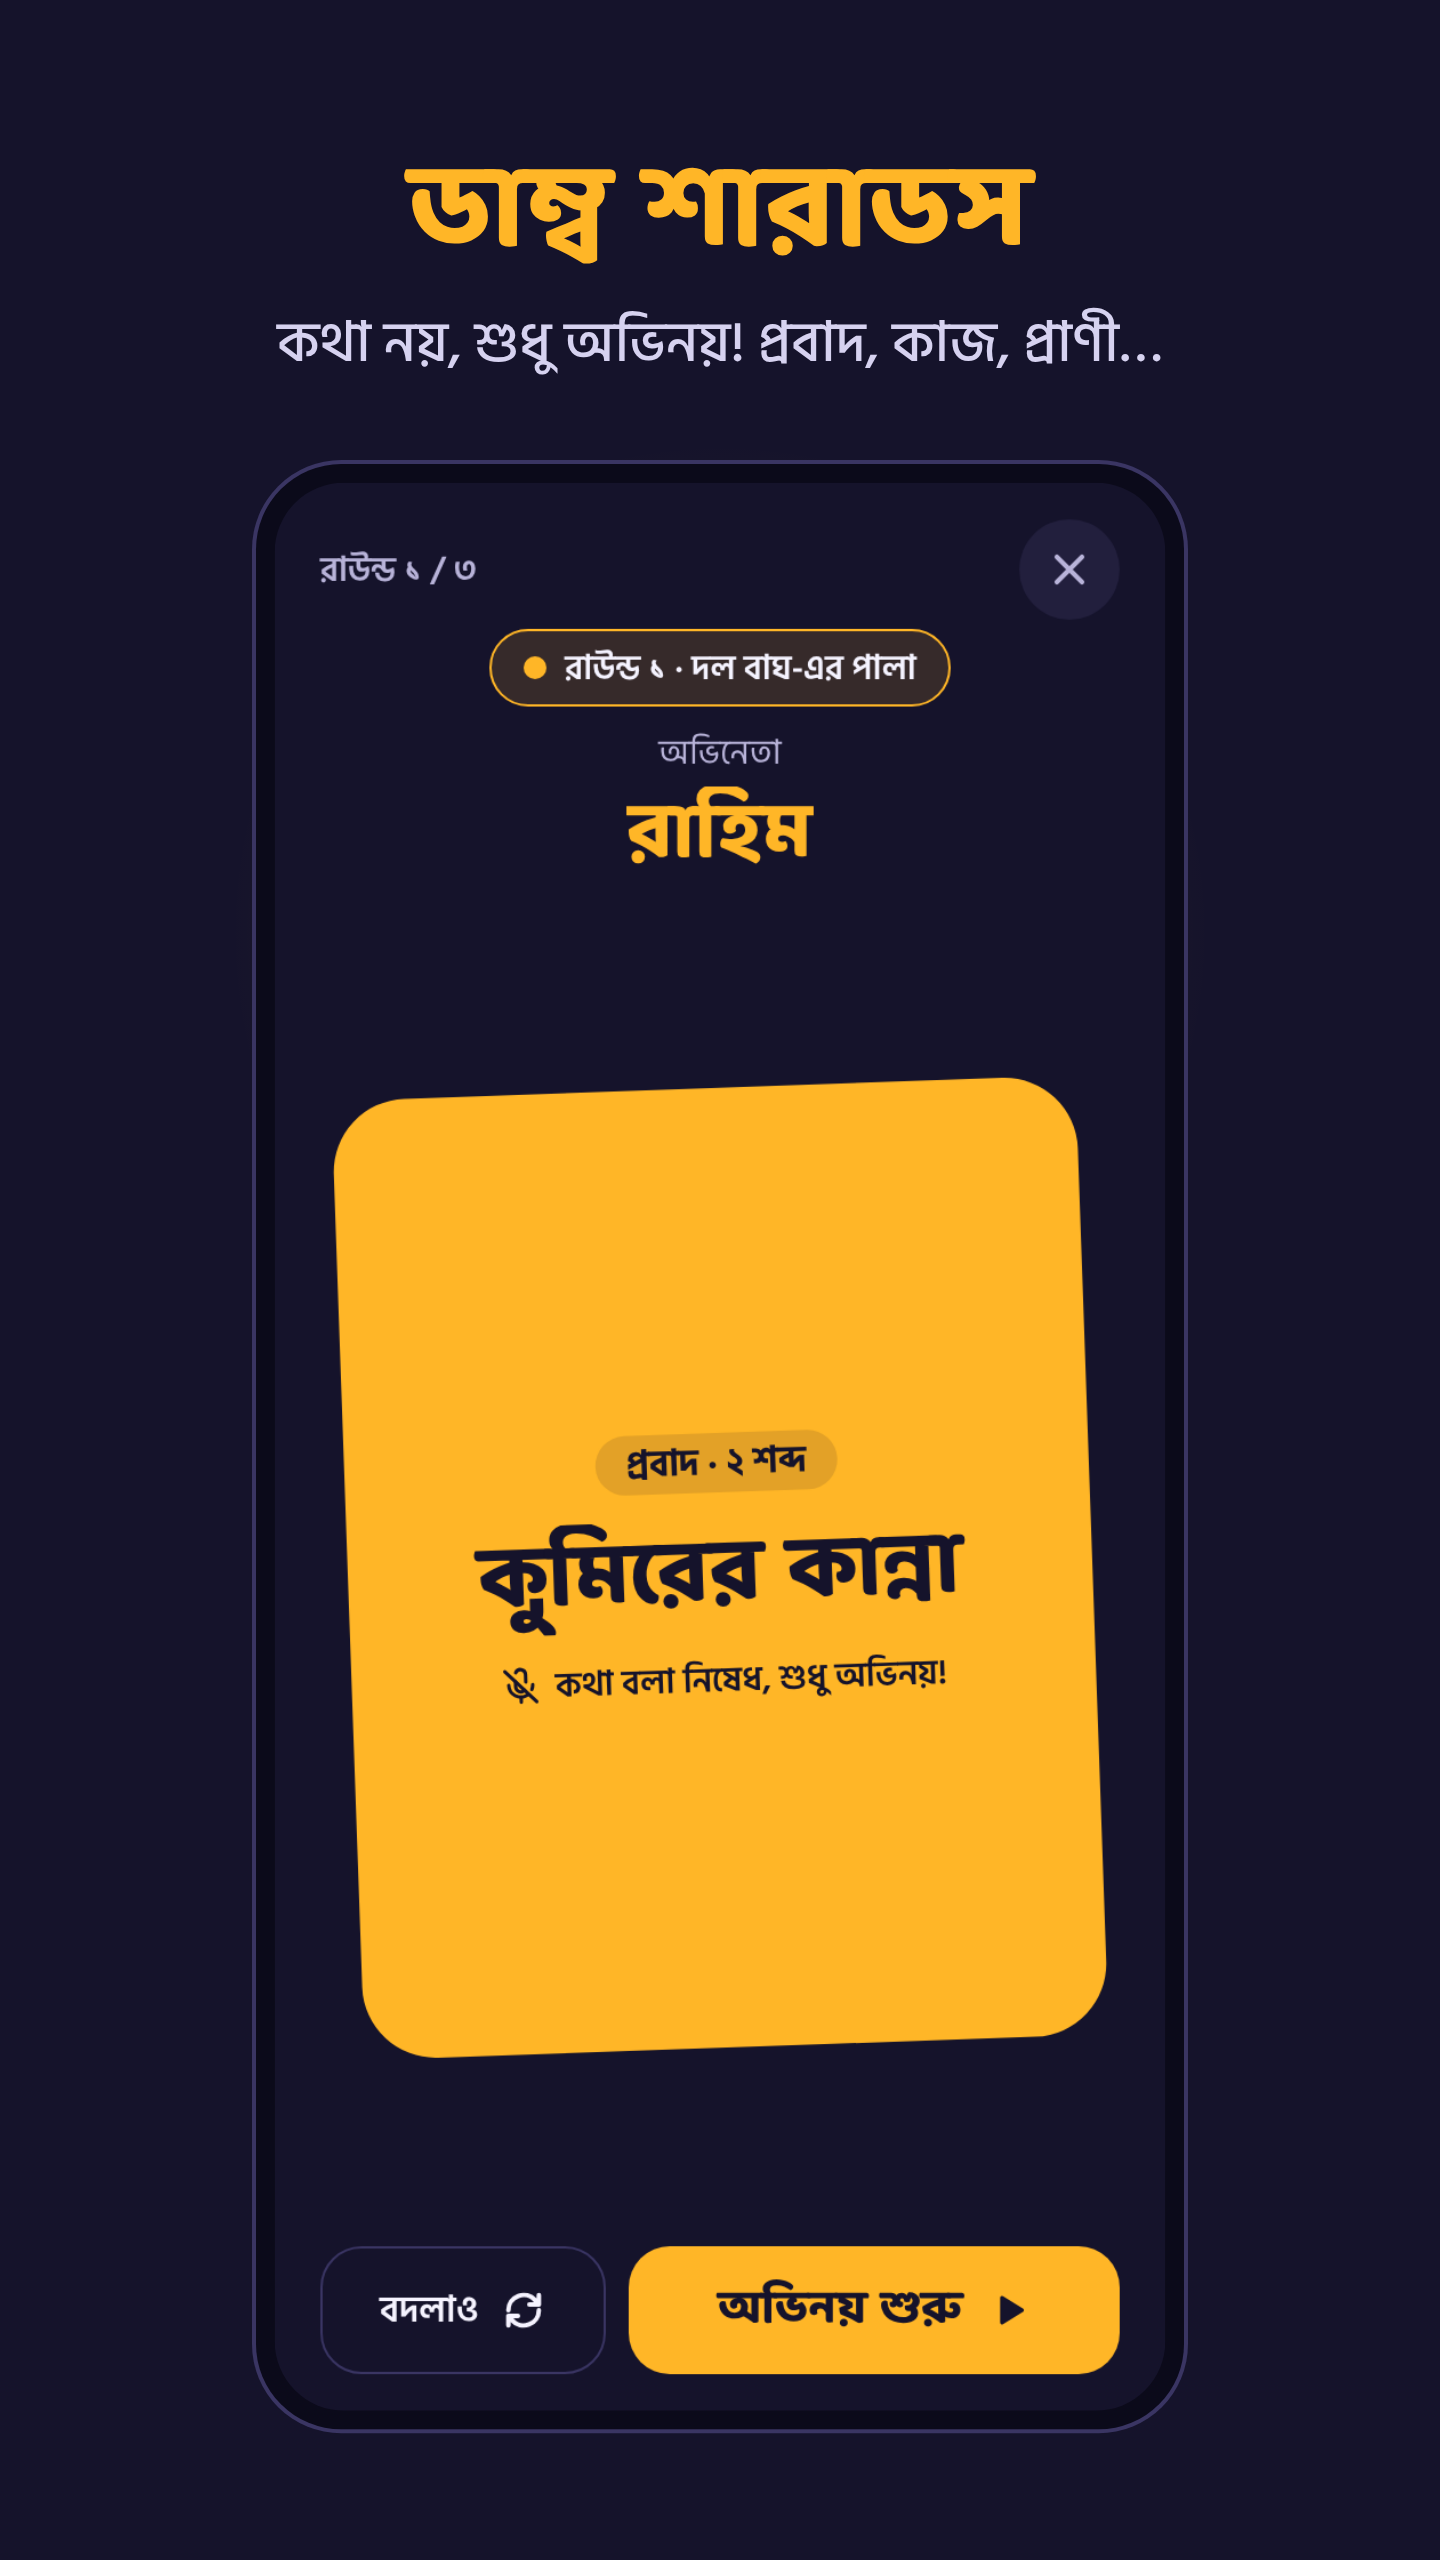 ডাম্ব শারাডস
কথা নয়, শুধু অভিনয়! প্রবাদ, কাজ, প্রাণী...
রাউন্ড ১ / ৩
রাউন্ড ১ · দল বাঘ-এর পালা
অভিনেতা
রাহিম
প্রবাদ · ২ শব্দ
কুমিরের কান্না
কথা বলা নিষেধ, শুধু অভিনয়!
বদলাও
অভিনয় শুরু